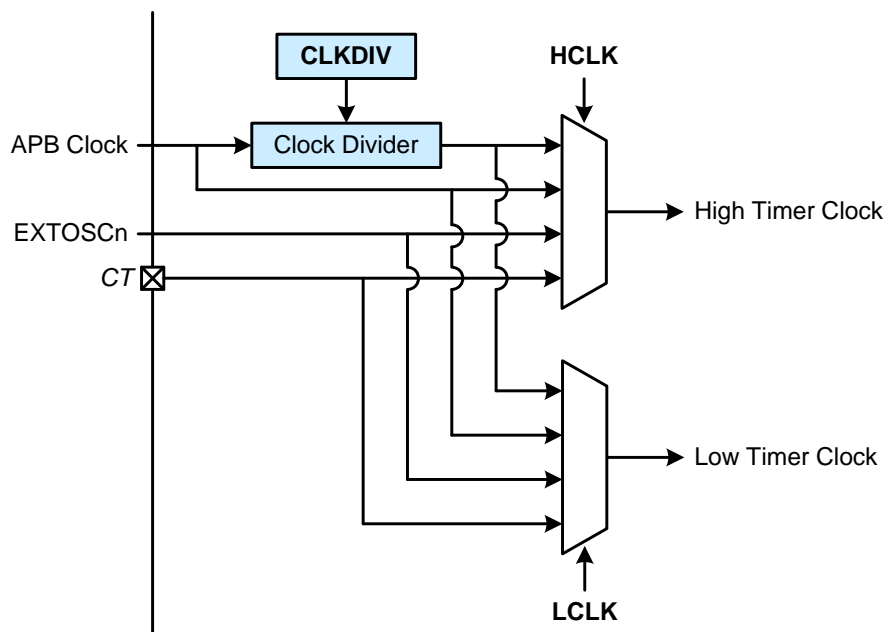 CLKDIV
HCLK
APB Clock
Clock Divider
High Timer Clock
EXTOSCn
CT
Low Timer Clock
LCLK